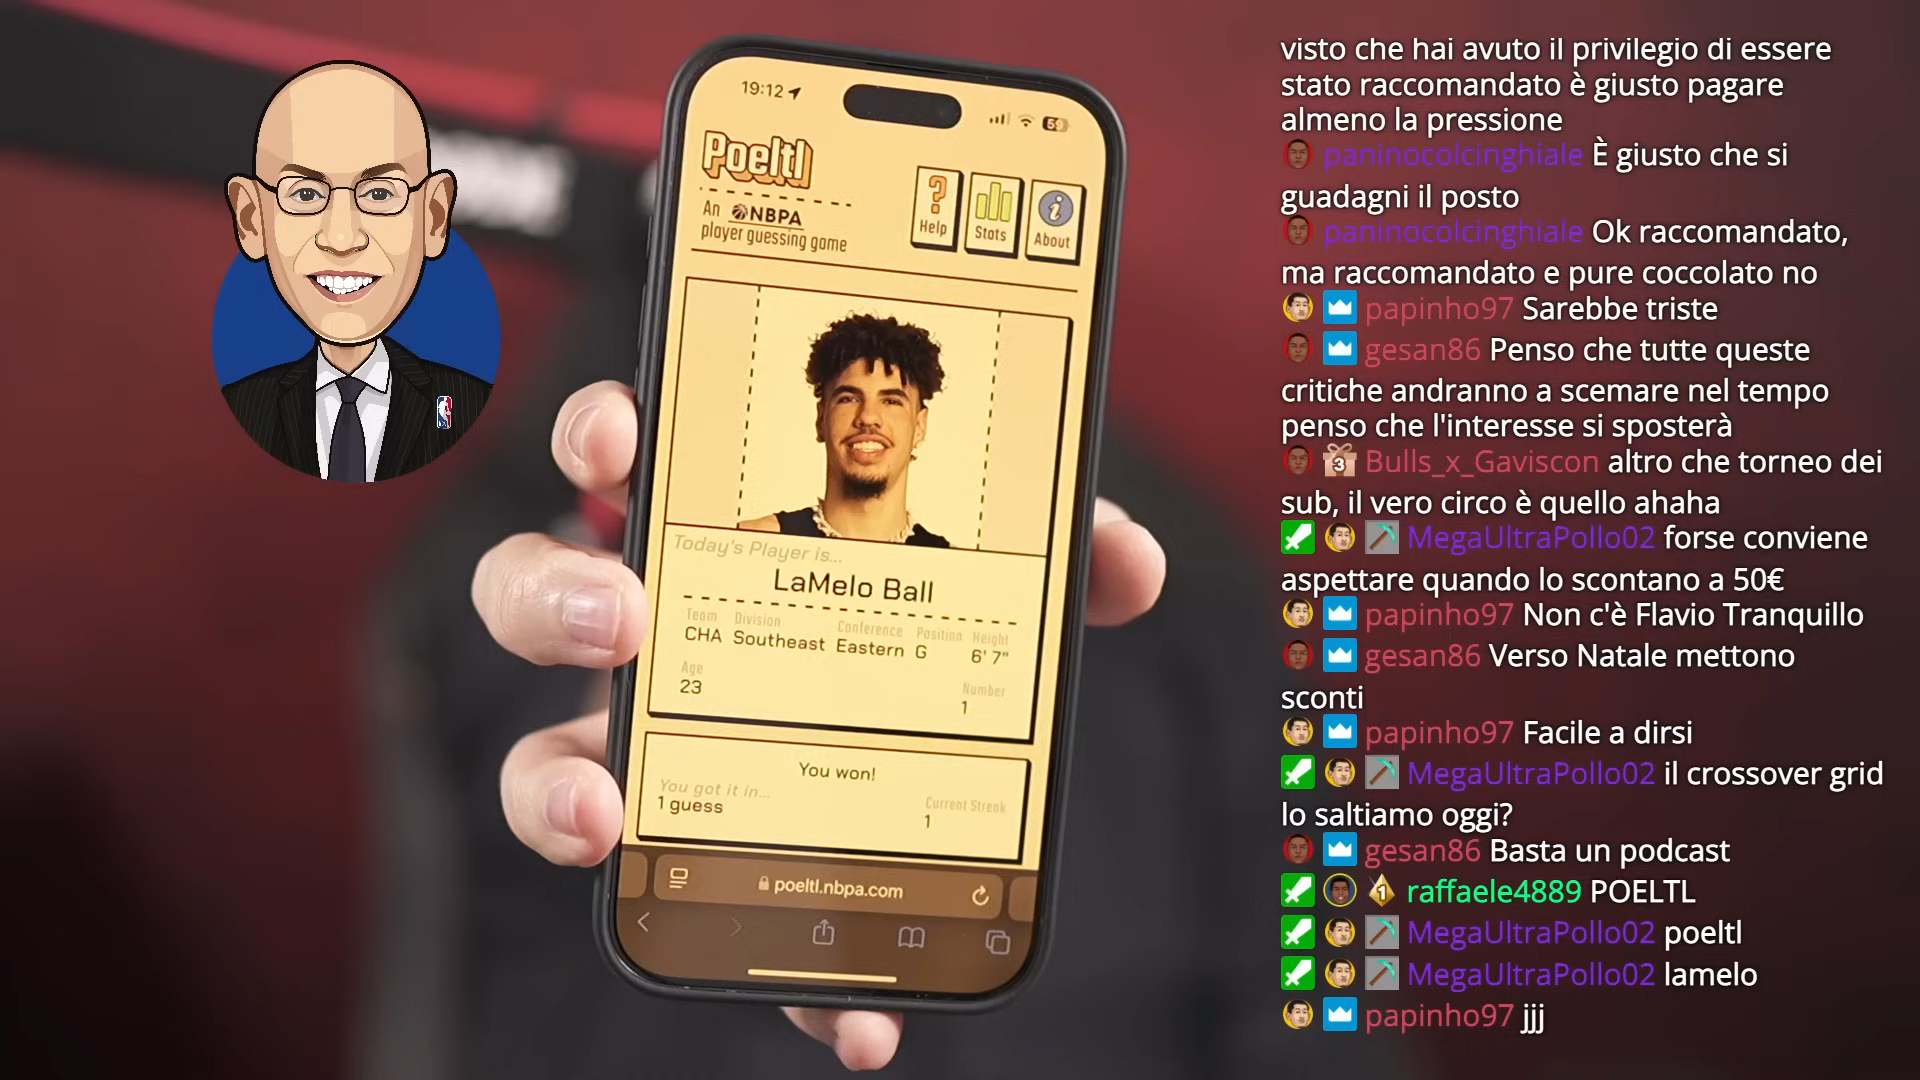 19:12
59
Poeltl
An NBPA
player guessing game
Help
Stats
About
Today's Player is...
LaMelo Ball
Team Division Conference Position Height
CHA Southeast Eastern G 6' 7"
Age
23
Number
1
You won!
You got it in...
1 guess
Current Streak
1
poeltl.nbpa.com
visto che hai avuto il privilegio di essere
stato raccomandato è giusto pagare
almeno la pressione
paninocolcinghiale È giusto che si
guadagni il posto
paninocolcinghiale Ok raccomandato,
ma raccomandato e pure coccolato no
papinho97 Sarebbe triste
gesan86 Penso che tutte queste
critiche andranno a scemare nel tempo
penso che l'interesse si sposterà
3 Bulls_x_Gaviscon altro che torneo dei
sub, il vero circo è quello ahaha
MegaUltraPollo02 forse conviene
aspettare quando lo scontano a 50€
papinho97 Non c'è Flavio Tranquillo
gesan86 Verso Natale mettono
sconti
papinho97 Facile a dirsi
MegaUltraPollo02 il crossover grid
lo saltiamo oggi?
gesan86 Basta un podcast
1 raffaele4889 POELTL
MegaUltraPollo02 poeltl
MegaUltraPollo02 lamelo
papinho97 jjj